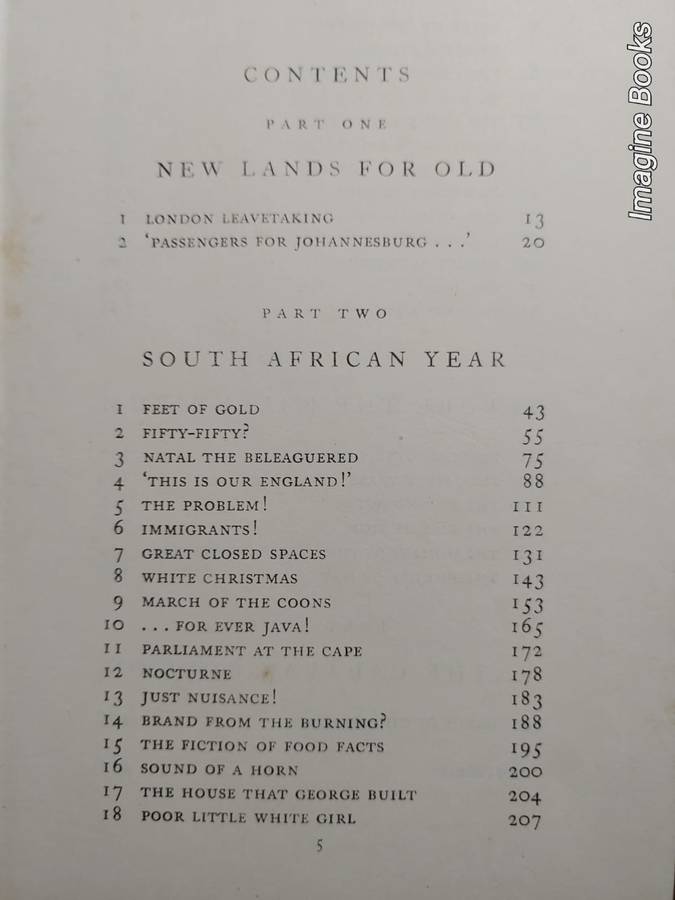 CONTENTS
PART ONE
NEW LANDS FOR OLD
1 LONDON LEAVETAKING 13
2 ‘PASSENGERS FOR JOHANNESBURG . . .’ 20
PART TWO
SOUTH AFRICAN YEAR
1 FEET OF GOLD 43
2 FIFTY-FIFTY? 55
3 NATAL THE BELEAGUERED 75
4 ‘THIS IS OUR ENGLAND!’ 88
5 THE PROBLEM! 111
6 IMMIGRANTS! 122
7 GREAT CLOSED SPACES 131
8 WHITE CHRISTMAS 143
9 MARCH OF THE COONS 153
10 . . . FOR EVER JAVA! 165
11 PARLIAMENT AT THE CAPE 172
12 NOCTURNE 178
13 JUST NUISANCE! 183
14 BRAND FROM THE BURNING? 188
15 THE FICTION OF FOOD FACTS 195
16 SOUND OF A HORN 200
17 THE HOUSE THAT GEORGE BUILT 204
18 POOR LITTLE WHITE GIRL 207
5
Imagine Books